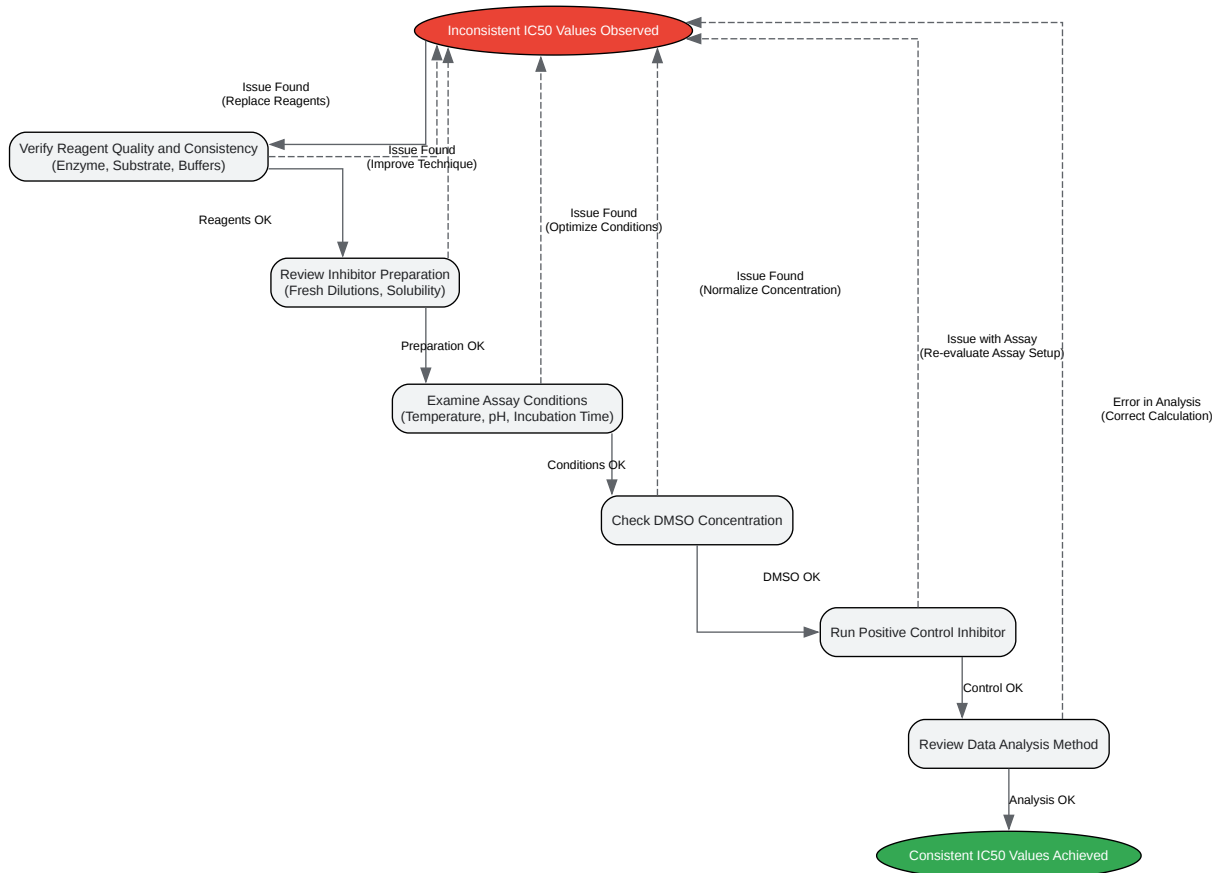 Inconsistent IC50 Values Observed
Issue Found
(Replace Reagents)
Verify Reagent Quality and Consistency
(Enzyme, Substrate, Buffers)
Issue Found
(Improve Technique)
Reagents OK
Issue Found
(Optimize Conditions)
Review Inhibitor Preparation
(Fresh Dilutions, Solubility)
Issue Found
(Normalize Concentration)
Preparation OK
Issue with Assay
(Re-evaluate Assay Setup)
Examine Assay Conditions
(Temperature, pH, Incubation Time)
Error in Analysis
(Correct Calculation)
Conditions OK
Check DMSO Concentration
DMSO OK
Run Positive Control Inhibitor
Control OK
Review Data Analysis Method
Analysis OK
Consistent IC50 Values Achieved